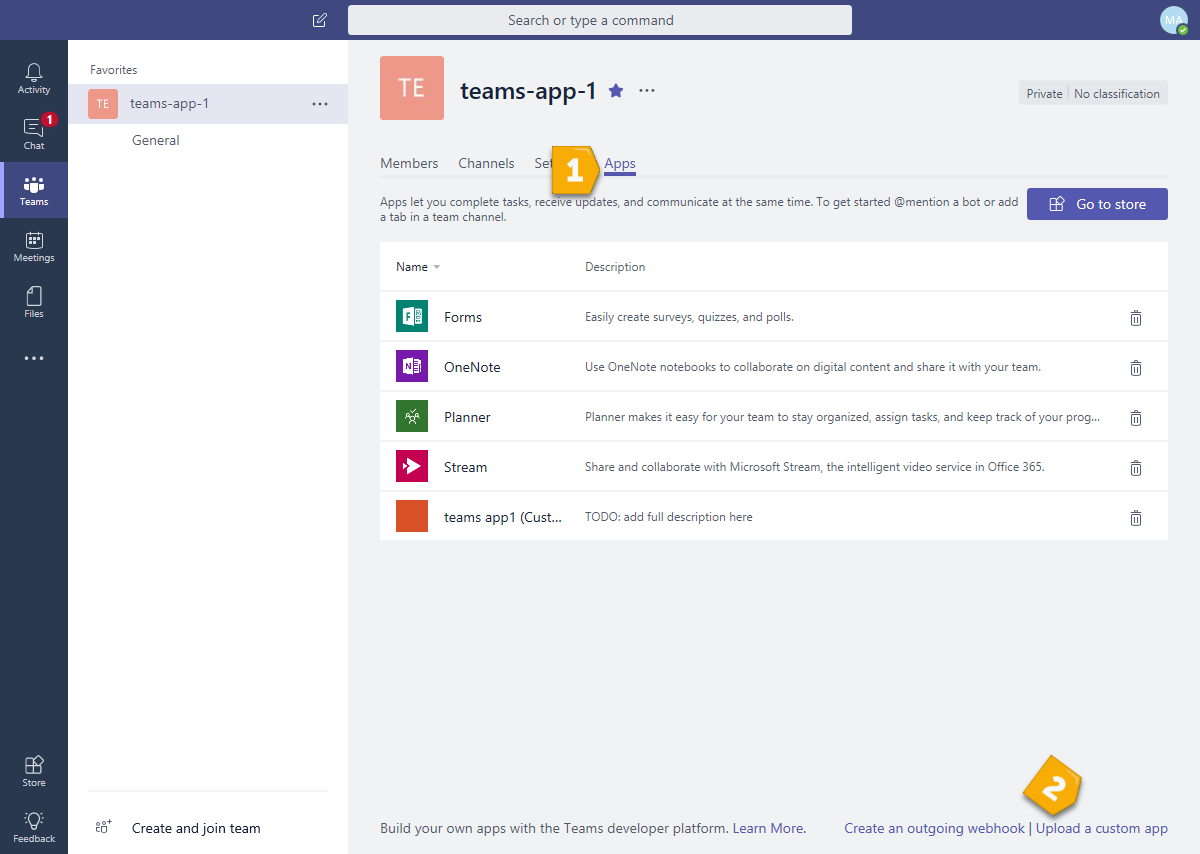 Search or type a command
MA
Activity
1
Chat
Teams
Meetings
Files
Store
Feedback
Favorites
TE
teams-app-1
General
Create and join team
TE
teams-app-1
Private
No classification
Members
Channels
Set
1
Apps
Apps let you complete tasks, receive updates, and communicate at the same time. To get started @mention a bot or add
a tab in a team channel.
Go to store
Name
Description
Forms
Easily create surveys, quizzes, and polls.
OneNote
Use OneNote notebooks to collaborate on digital content and share it with your team.
Planner
Planner makes it easy for your team to stay organized, assign tasks, and keep track of your prog...
Stream
Share and collaborate with Microsoft Stream, the intelligent video service in Office 365.
teams app1 (Cust...
TODO: add full description here
2
Build your own apps with the Teams developer platform. Learn More.
Create an outgoing webhook | Upload a custom app